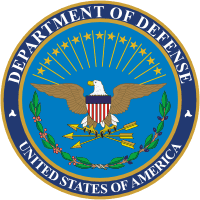 DEPARTMENT OF DEFENSE
UNITED STATES OF AMERICA